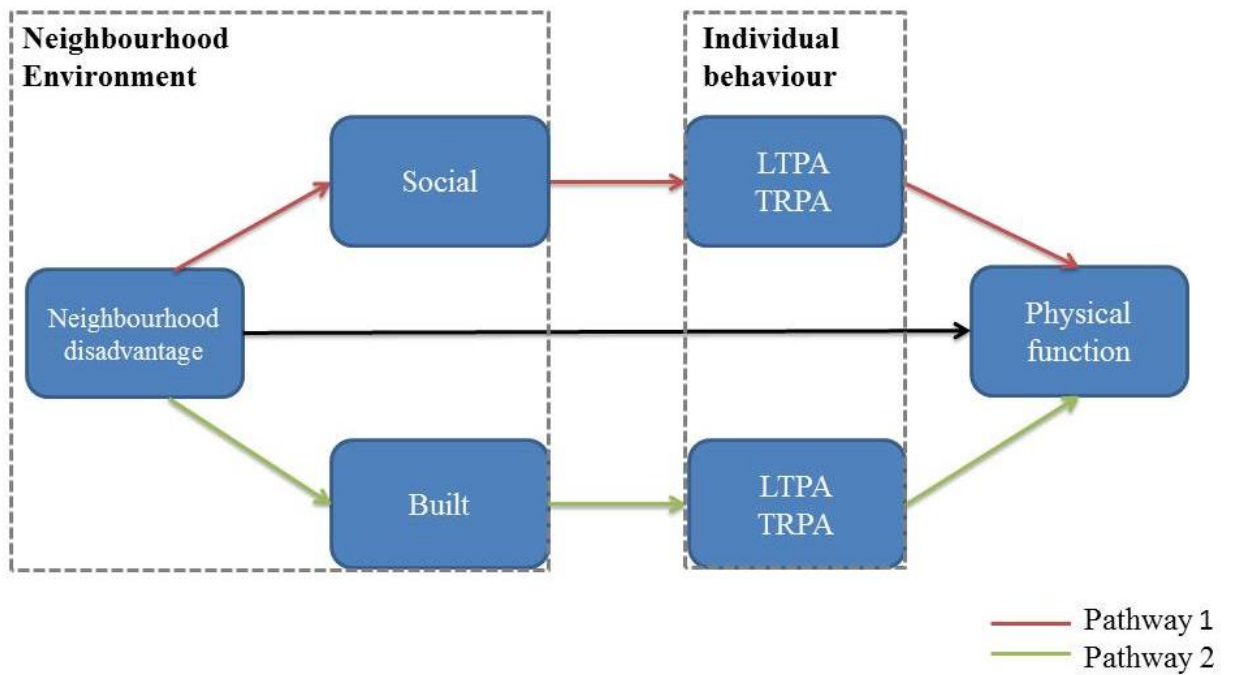 Neighbourhood
Environment
Individual
behaviour
Social
LTPA
TRPA
Neighbourhood
disadvantage
Physical
function
Built
LTPA
TRPA
Pathway 1
Pathway 2